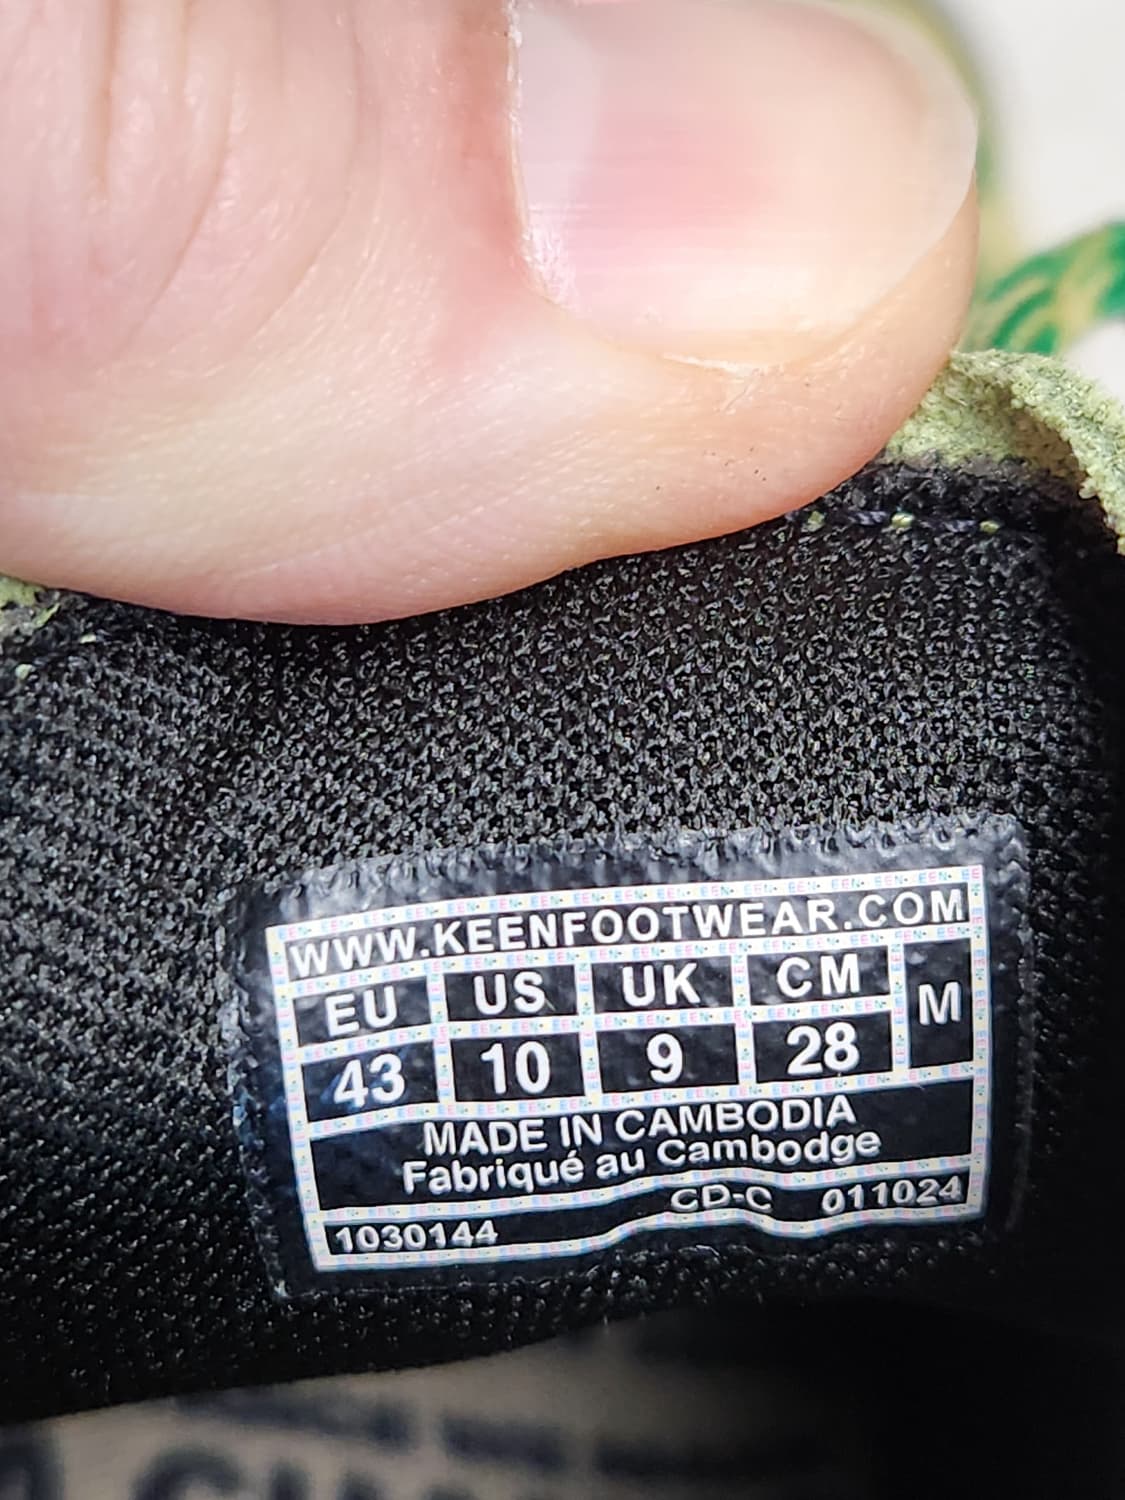 WWW.KEENFOOTWEAR.COM
EU US UK CM M
43 10 9 28
MADE IN CAMBODIA
Fabriqué au Cambodge
1030144 CD-C 011024